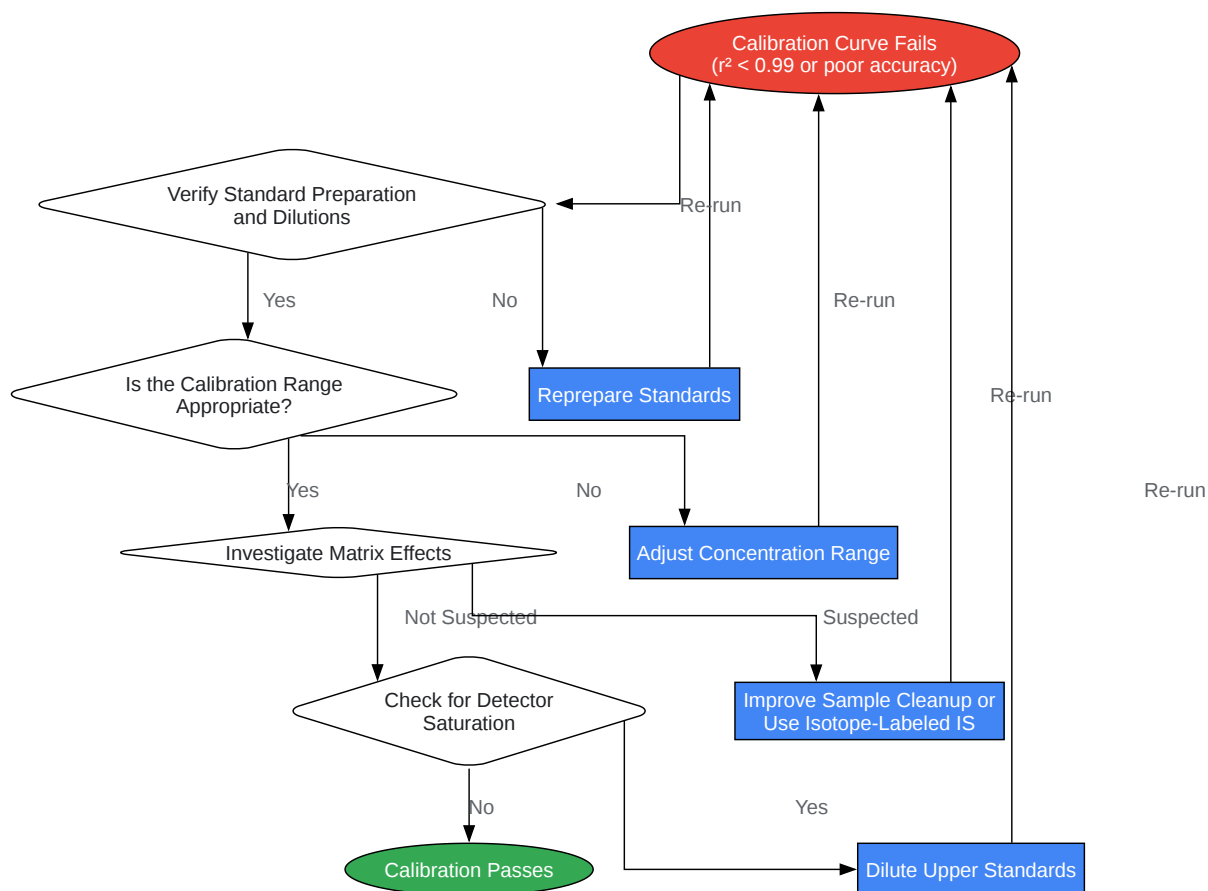 Calibration Curve Fails
(r² < 0.99 or poor accuracy)
Verify Standard Preparation
and Dilutions
Re-run
Yes
No
Re-run
Is the Calibration Range
Appropriate?
Reprepare Standards
Re-run
Yes
No
Re-run
Investigate Matrix Effects
Adjust Concentration Range
Not Suspected
Suspected
Check for Detector
Saturation
Improve Sample Cleanup or
Use Isotope-Labeled IS
No
Yes
Calibration Passes
Dilute Upper Standards